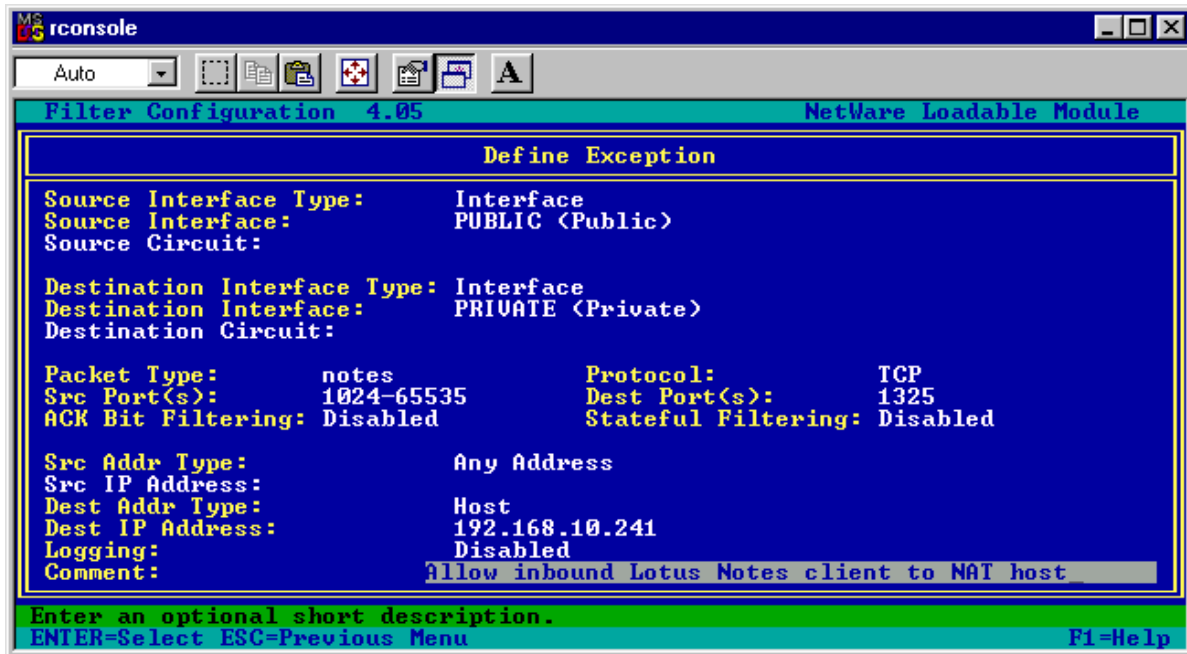 MS DOS rconsole
Auto A
Filter Configuration 4.05 NetWare Loadable Module
Define Exception
Source Interface Type: Interface
Source Interface: PUBLIC (Public)
Source Circuit:
Destination Interface Type: Interface
Destination Interface: PRIVATE (Private)
Destination Circuit:
Packet Type: notes Protocol: TCP
Src Port(s): 1024-65535 Dest Port(s): 1325
ACK Bit Filtering: Disabled Stateful Filtering: Disabled
Src Addr Type: Any Address
Src IP Address:
Dest Addr Type: Host
Dest IP Address: 192.168.10.241
Logging: Disabled
Comment: Allow inbound Lotus Notes client to NAT host_
Enter an optional short description.
ENTER=Select ESC=Previous Menu F1=Help